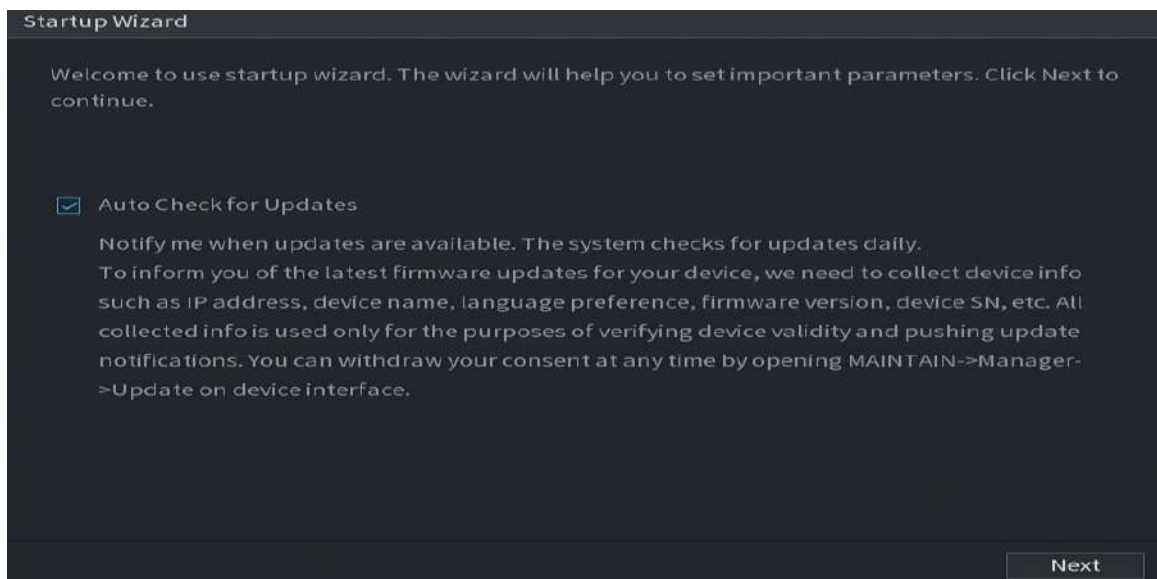 Startup Wizard
Welcome to use startup wizard. The wizard will help you to set important parameters. Click Next to
continue.
Auto Check for Updates
Notify me when updates are available. The system checks for updates daily.
To inform you of the latest firmware updates for your device, we need to collect device info
such as IP address, device name, language preference, firmware version, device SN, etc. All
collected info is used only for the purposes of verifying device validity and pushing update
notifications. You can withdraw your consent at any time by opening MAINTAIN->Manager-
>Update on device interface.
Next